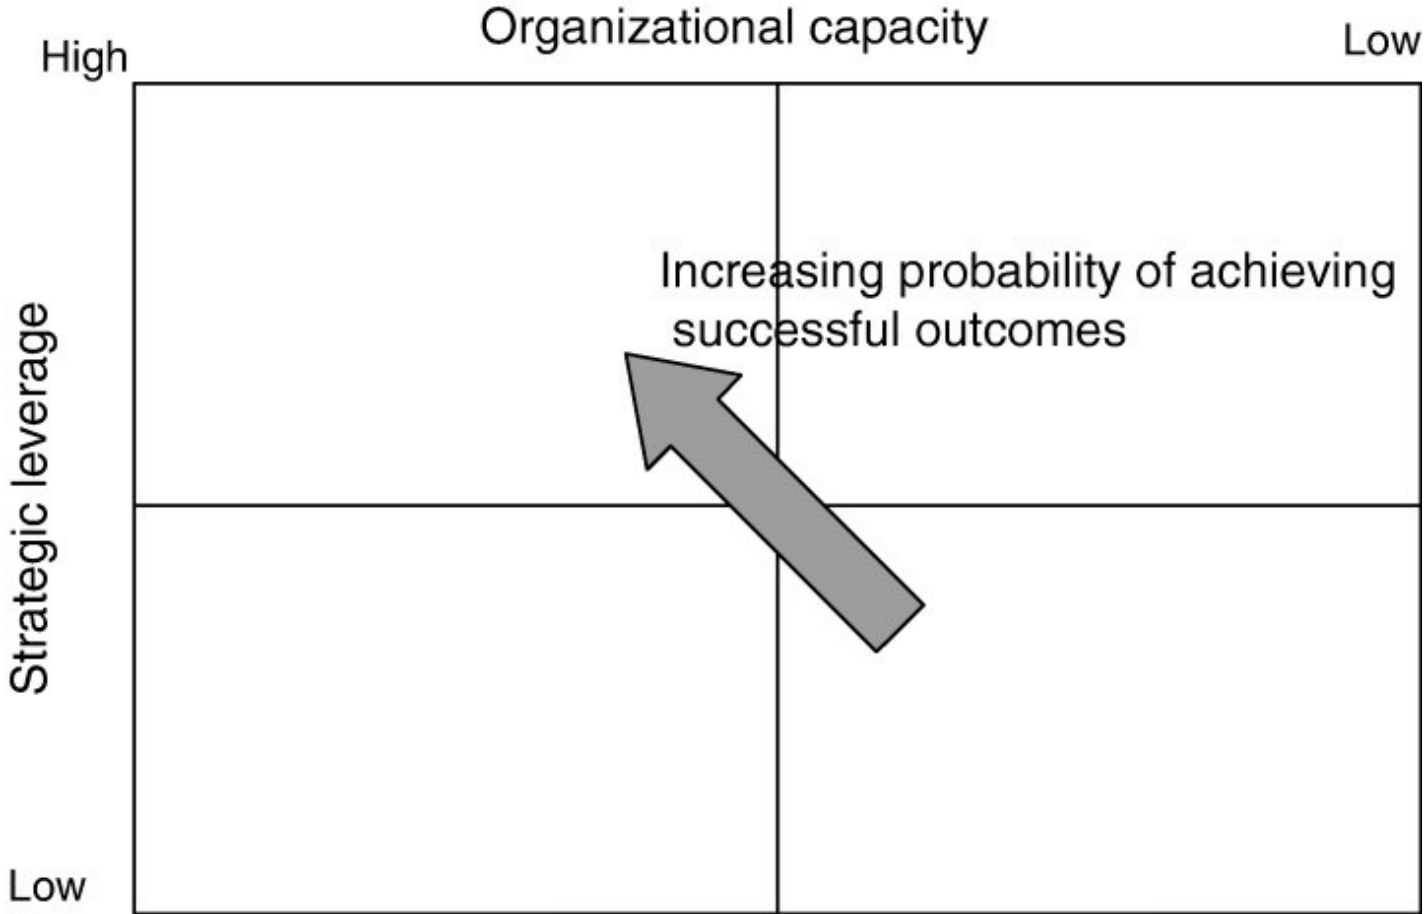 Organizational capacity
High
Low
Increasing probability of achieving
successful outcomes
Strategic leverage
Low